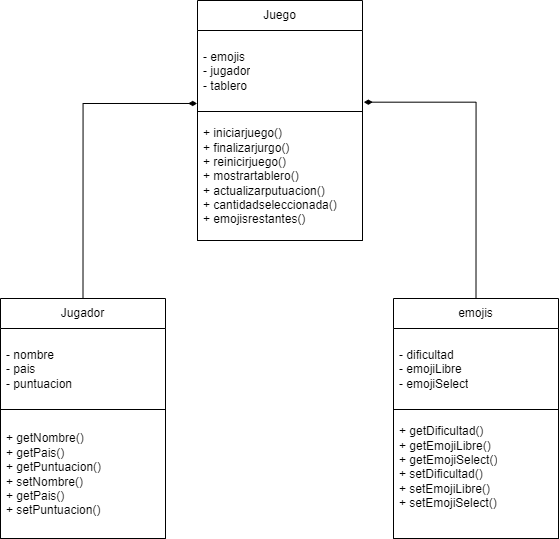 Juego
- emojis
- jugador
- tablero
+ iniciarjuego()
+ finalizarjurgo()
+ reinicirjuego()
+ mostrartablero()
+ actualizarputuacion()
+ cantidadseleccionada()
+ emojisrestantes()
Jugador
- nombre
- pais
- puntuacion
+ getNombre()
+ getPais()
+ getPuntuacion()
+ setNombre()
+ getPais()
+ setPuntuacion()
emojis
- dificultad
- emojiLibre
- emojiSelect
+ getDificultad()
+ getEmojiLibre()
+ getEmojiSelect()
+ setDificultad()
+ setEmojiLibre()
+ setEmojiSelect()